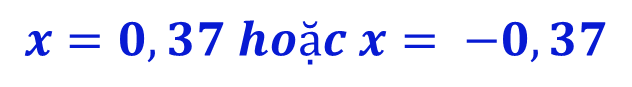 x = 0, 37 hoặc x = −0, 37